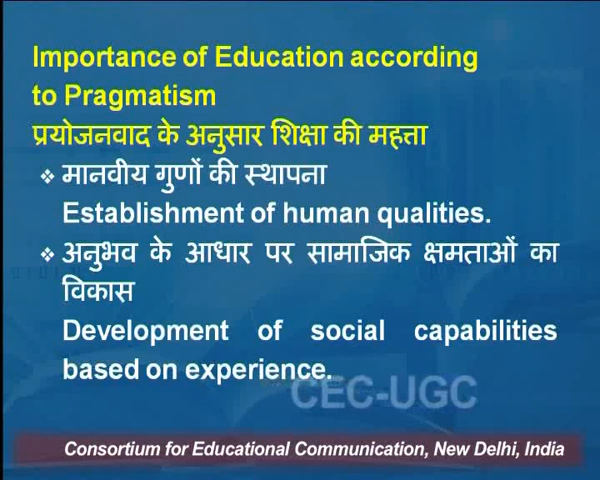 Importance of Education according
to Pragmatism
प्रयोजनवाद के अनुसार शिक्षा की महत्ता
❖ मानवीय गुणों की स्थापना
Establishment of human qualities.
❖ अनुभव के आधार पर सामाजिक क्षमताओं का
विकास
Development of social capabilities
based on experience.
CEC-UGC
Consortium for Educational Communication, New Delhi, India